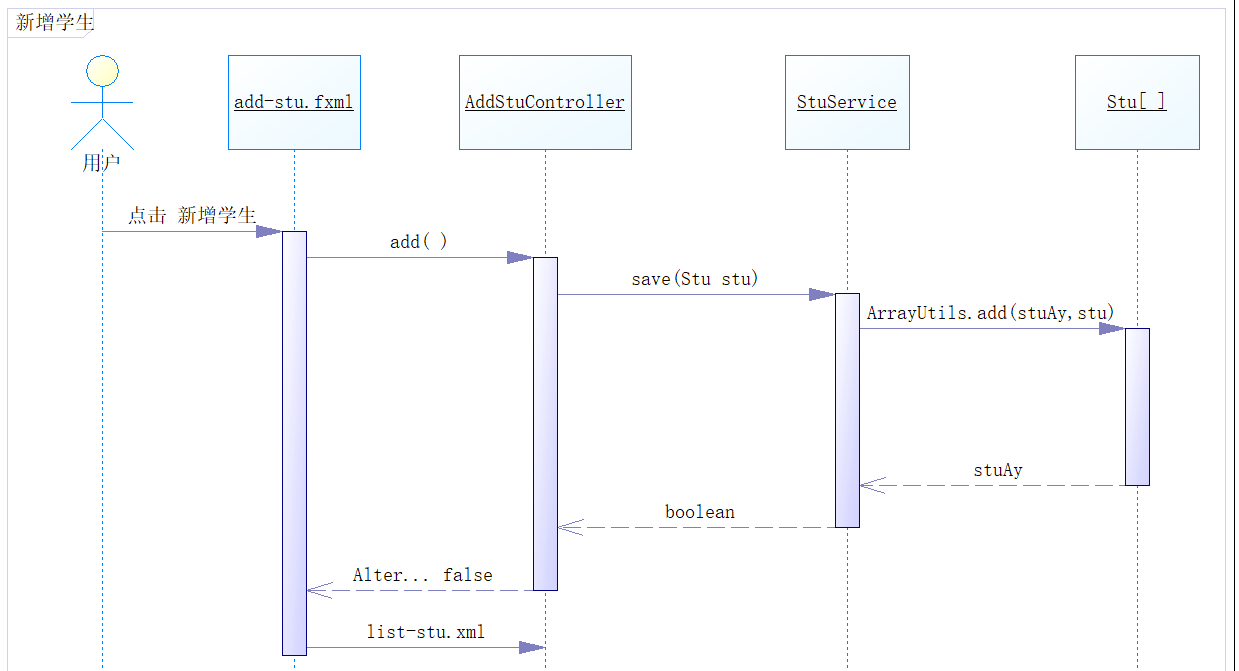 新增学生
add-stu.fxml
AddStuController
StuService
Stu[ ]
用户
点击 新增学生
add( )
save(Stu stu)
ArrayUtils.add(stuAy,stu)
stuAy
boolean
Alter... false
list-stu.xml